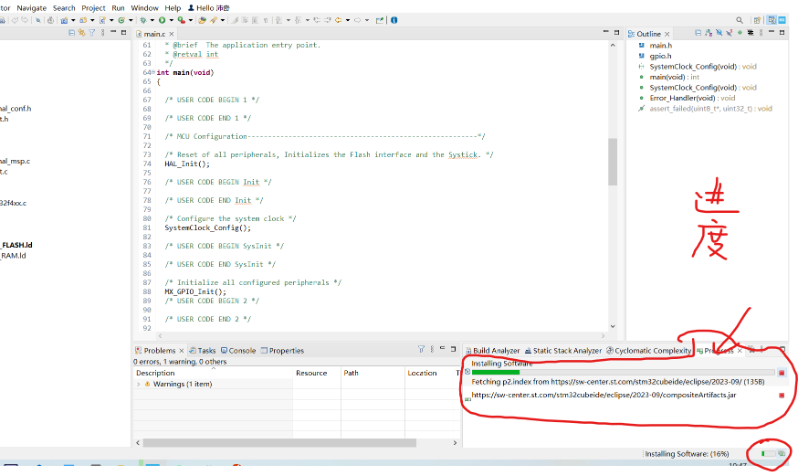 tor Navigate Search Project Run Window Help Hello 沛睿
main.c
61 * @brief The application entry point.
62 * @retval int
63 */
64 int main(void)
65 {
66
67 /* USER CODE BEGIN 1 */
68
69 /* USER CODE END 1 */
70
71 /* MCU Configuration--------------------------------------------------------*/
72
73 /* Reset of all peripherals, Initializes the Flash interface and the Systick. */
74 HAL_Init();
75
76 /* USER CODE BEGIN Init */
77
78 /* USER CODE END Init */
79
80 /* Configure the system clock */
81 SystemClock_Config();
82
83 /* USER CODE BEGIN SysInit */
84
85 /* USER CODE END SysInit */
86
87 /* Initialize all configured peripherals */
88 MX_GPIO_Init();
89 /* USER CODE BEGIN 2 */
90
91 /* USER CODE END 2 */
92
al_conf.h
t.h
al_msp.c
t.c
32f4xx.c
_FLASH.ld
_RAM.ld
Outline
main.h
gpio.h
SystemClock_Config(void) : void
main(void) : int
SystemClock_Config(void) : void
Error_Handler(void) : void
assert_failed(uint8_t*, uint32_t) : void
进
度
Problems Tasks Console Properties
0 errors, 1 warning, 0 others
Description Resource Path Location T
Warnings (1 item)
Build Analyzer Static Stack Analyzer Cyclomatic Complexity
Installing Software
Fetching p2.index from https://sw-center.st.com/stm32cubeide/eclipse/2023-09/ (135B)
https://sw-center.st.com/stm32cubeide/eclipse/2023-09/compositeArtifacts.jar
Installing Software: (16%)
10:47